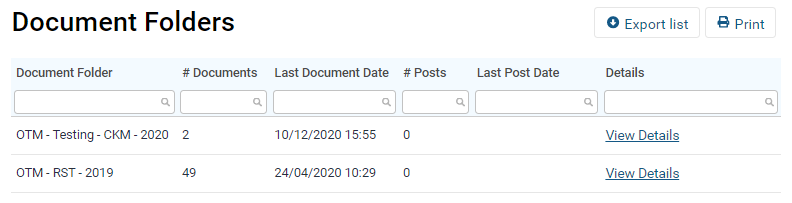 Document Folders
Export list
Print
Document Folder # Documents Last Document Date # Posts Last Post Date Details
OTM - Testing - CKM - 2020 2 10/12/2020 15:55 0 View Details
OTM - RST - 2019 49 24/04/2020 10:29 0 View Details